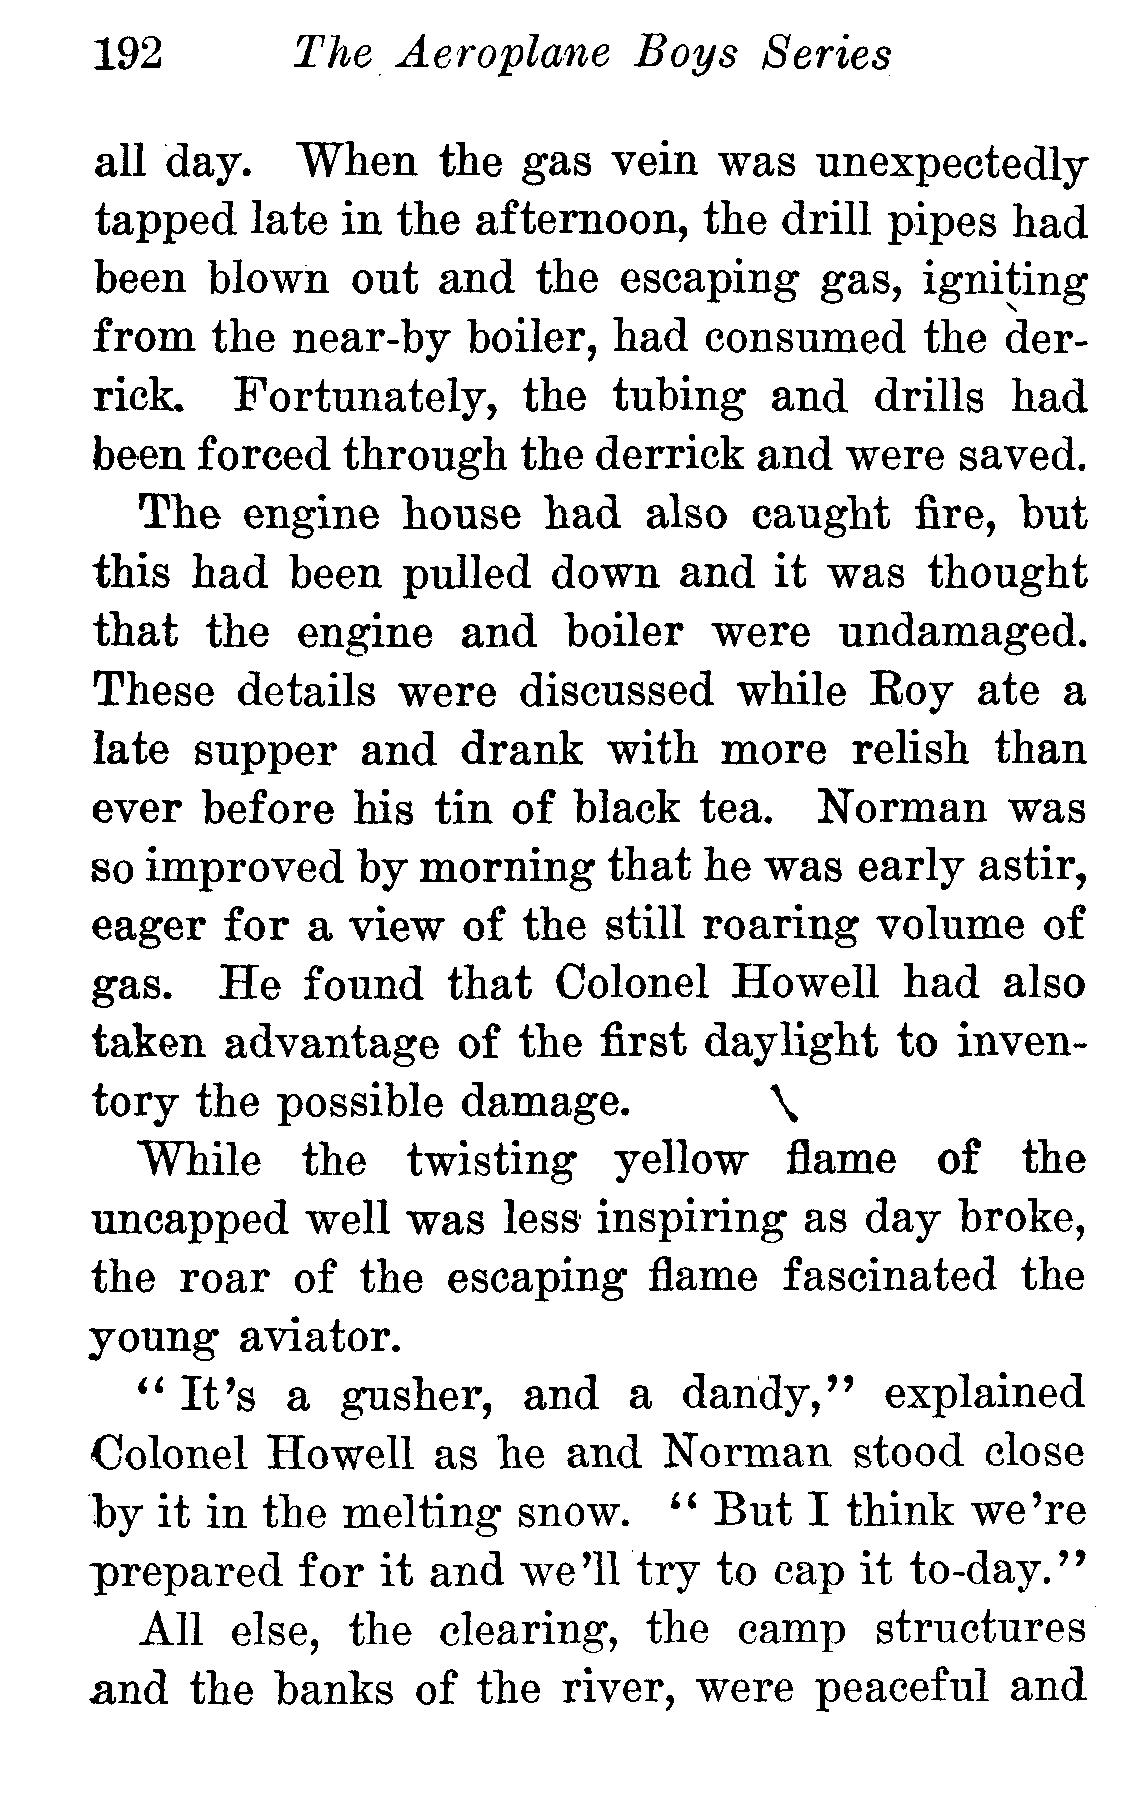 192 The Aeroplane Boys Series
all day. When the gas vein was unexpectedly
tapped late in the afternoon, the drill pipes had
been blown out and the escaping gas, igniting
from the near-by boiler, had consumed the der-
rick. Fortunately, the tubing and drills had
been forced through the derrick and were saved.
The engine house had also caught fire, but
this had been pulled down and it was thought
that the engine and boiler were undamaged.
These details were discussed while Roy ate a
late supper and drank with more relish than
ever before his tin of black tea. Norman was
so improved by morning that he was early astir,
eager for a view of the still roaring volume of
gas. He found that Colonel Howell had also
taken advantage of the first daylight to inven-
tory the possible damage.
While the twisting yellow flame of the
uncapped well was less inspiring as day broke,
the roar of the escaping flame fascinated the
young aviator.
“ It’s a gusher, and a dandy,” explained
Colonel Howell as he and Norman stood close
by it in the melting snow. “ But I think we’re
prepared for it and we’ll try to cap it to-day.”
All else, the clearing, the camp structures
and the banks of the river, were peaceful and